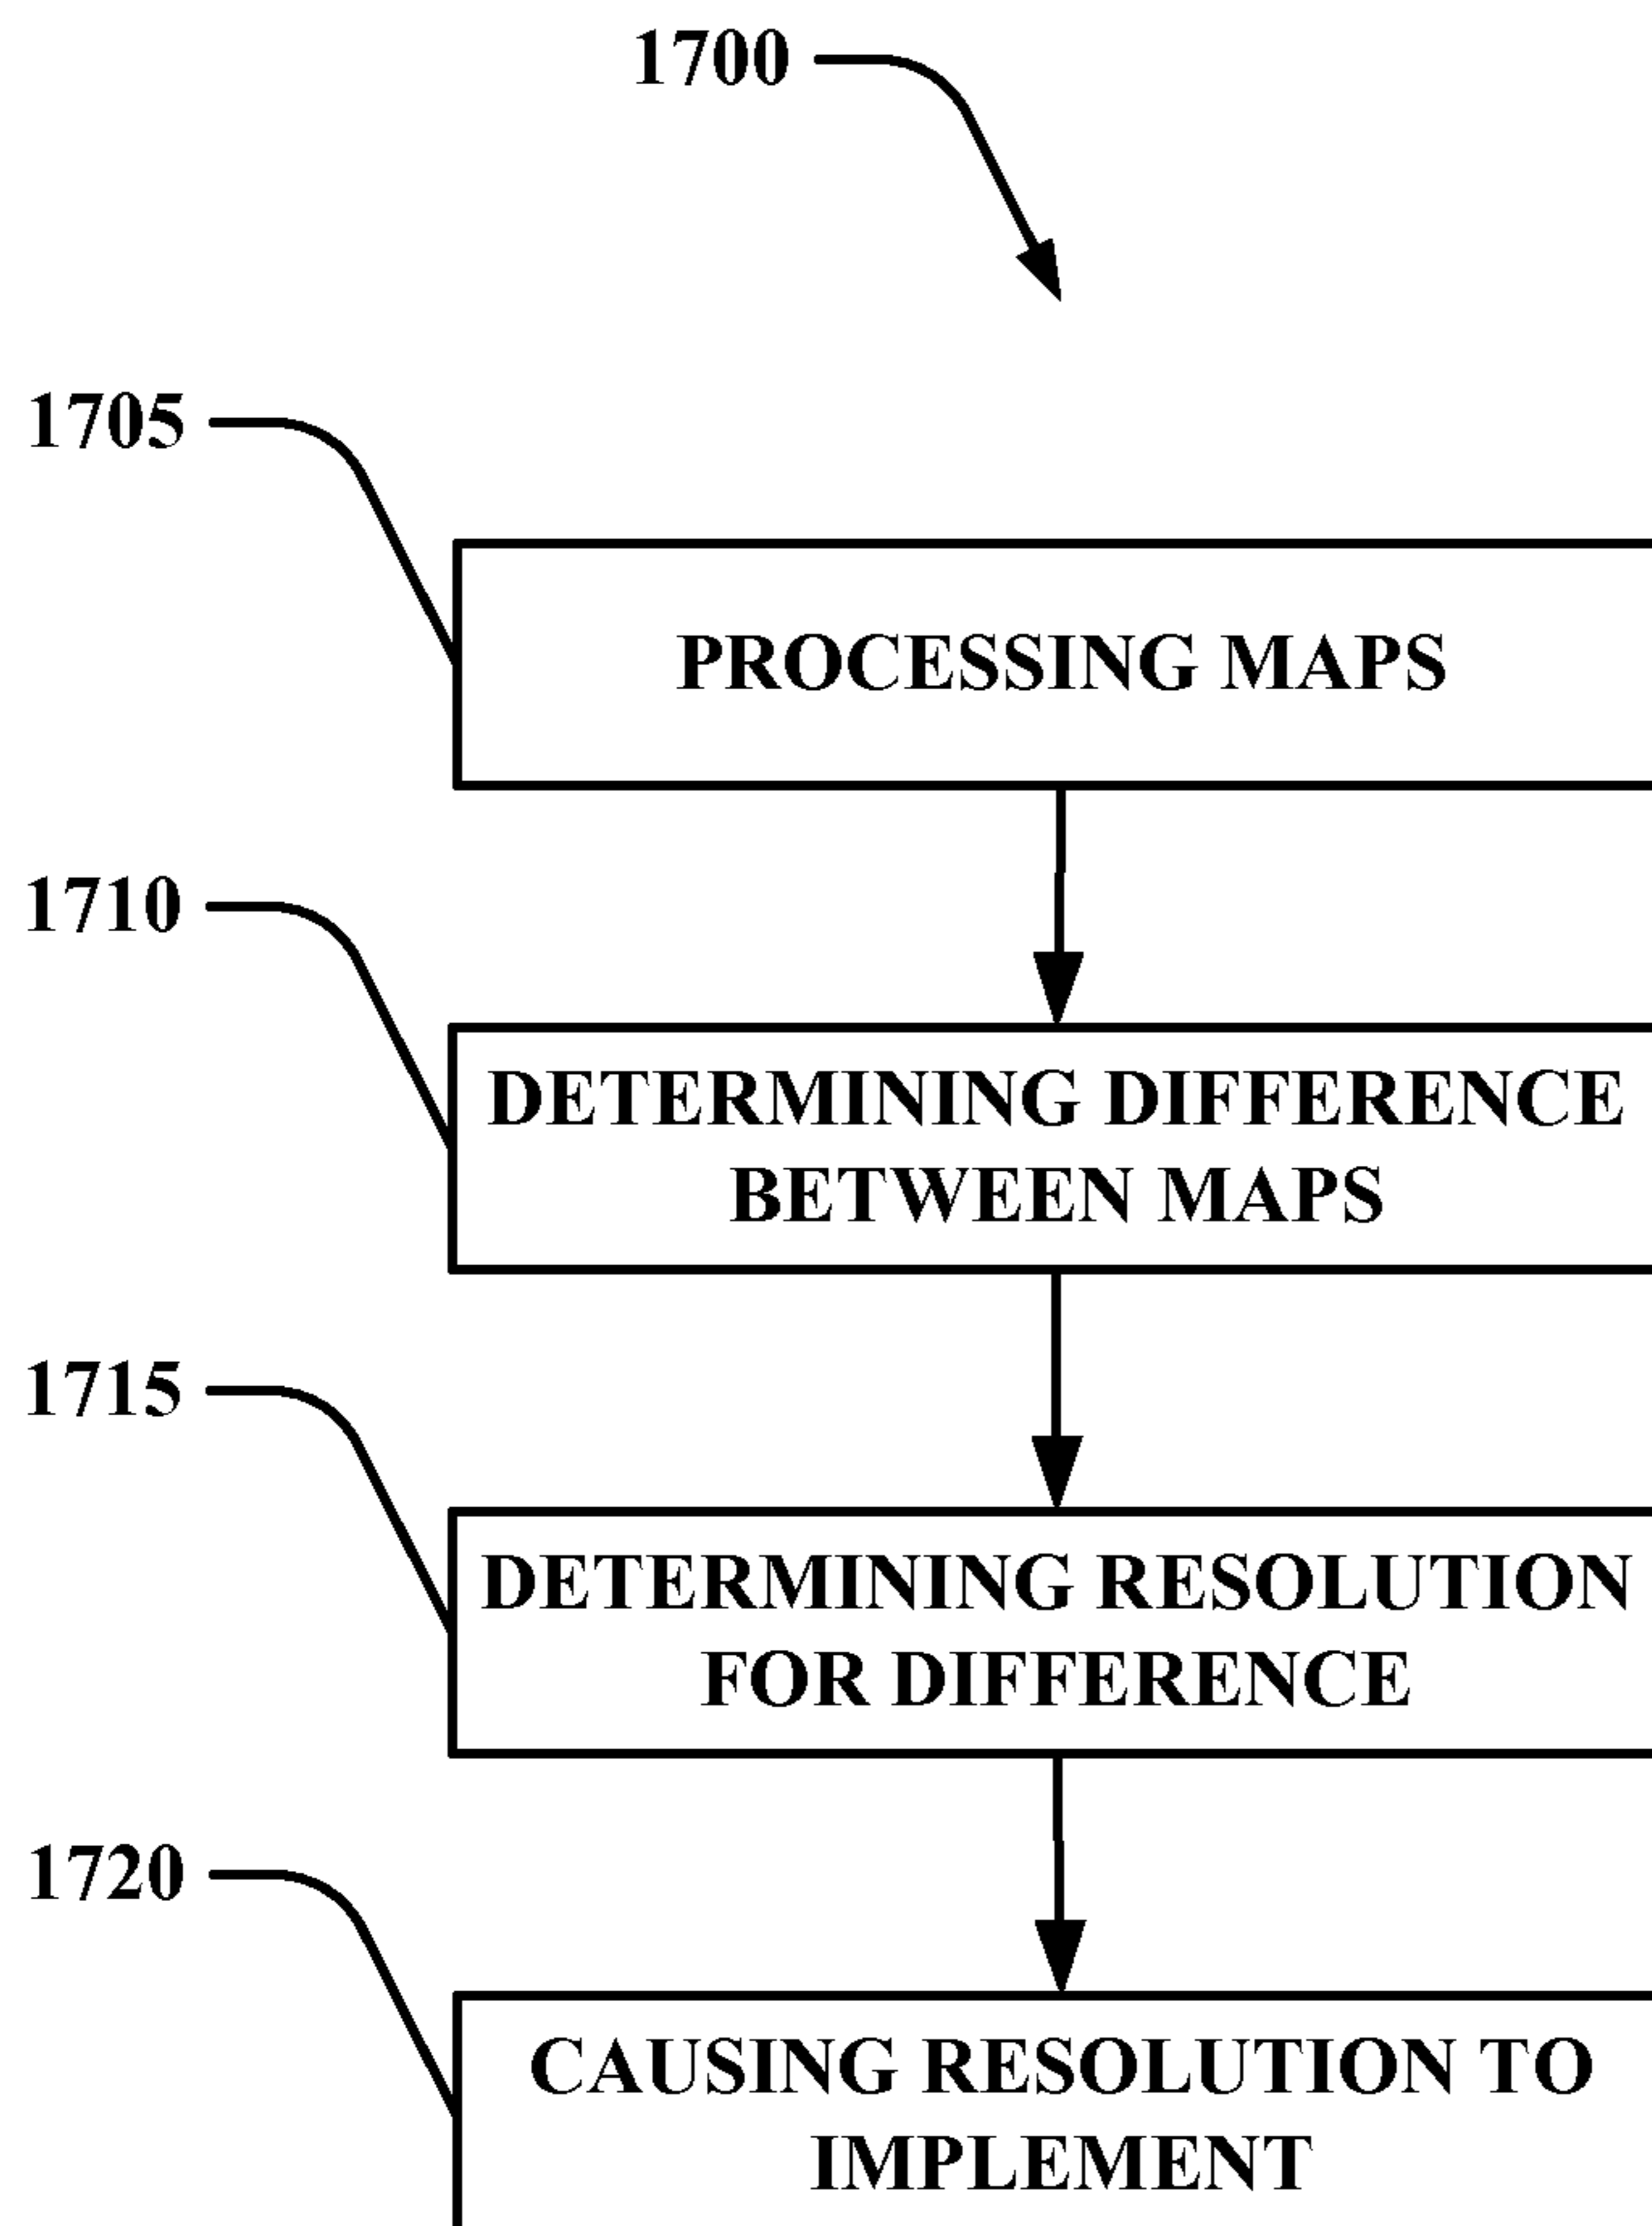 1700
1705
PROCESSING MAPS
1710
DETERMINING DIFFERENCE
BETWEEN MAPS
1715
DETERMINING RESOLUTION
FOR DIFFERENCE
1720
CAUSING RESOLUTION TO
IMPLEMENT